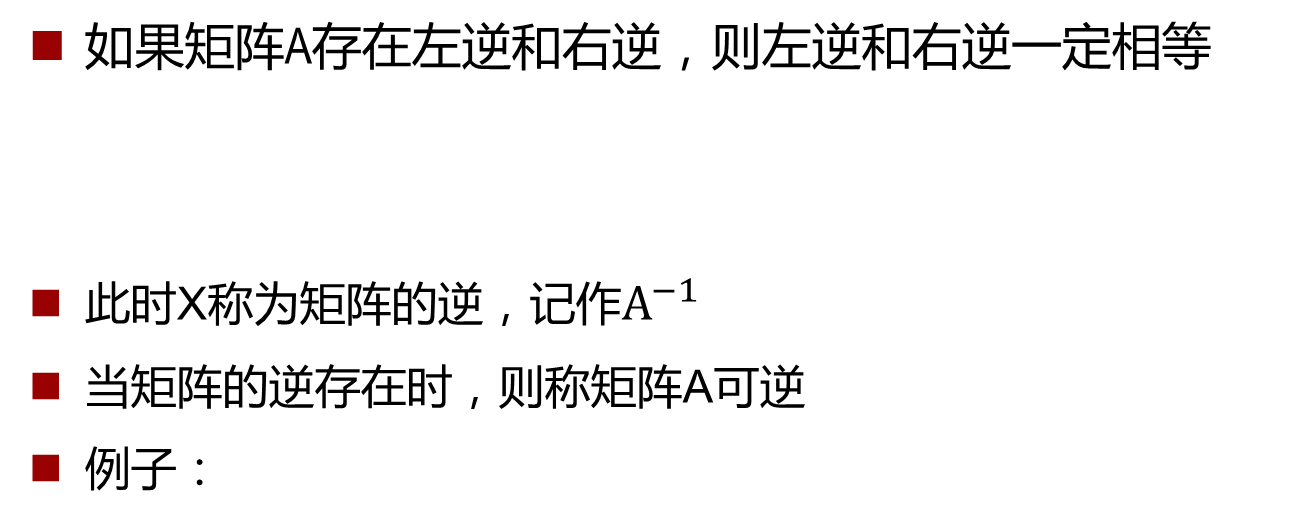 ■ 如果矩阵A存在左逆和右逆，则左逆和右逆一定相等
■ 此时X称为矩阵的逆，记作A⁻¹
■ 当矩阵的逆存在时，则称矩阵A可逆
■ 例子：